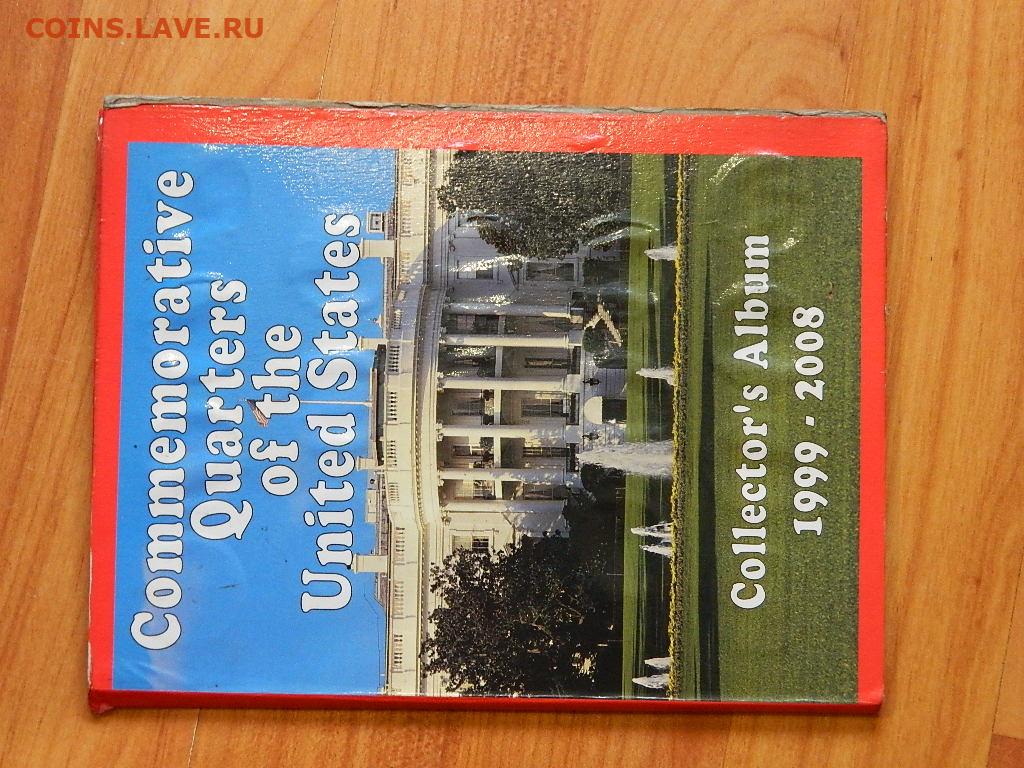 COINS.LAVE.RU
Commemorative
Quarters
of the
United States
Collector's Album
1999 - 2008